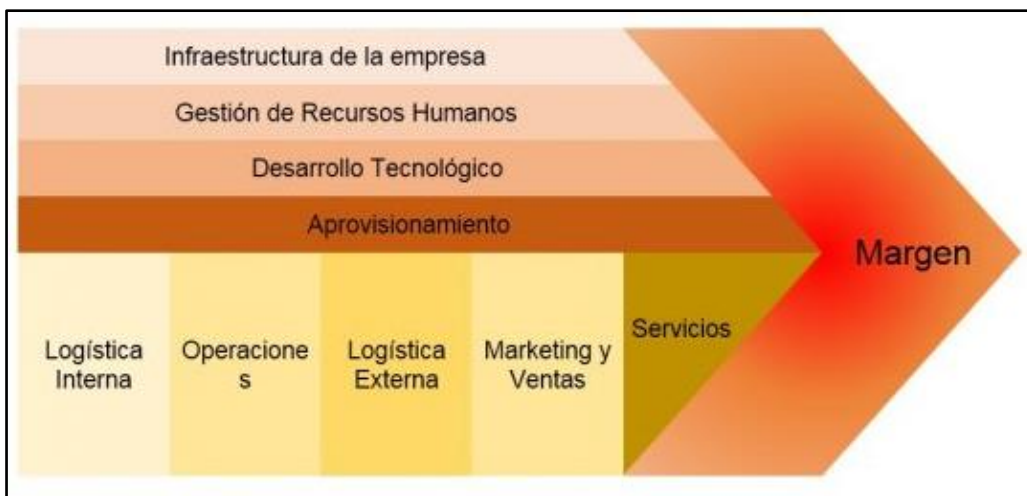 Infraestructura de la empresa
Gestión de Recursos Humanos
Desarrollo Tecnológico
Aprovisionamiento
Margen
Logística
Interna
Operacione
s
Logística
Externa
Marketing y
Ventas
Servicios